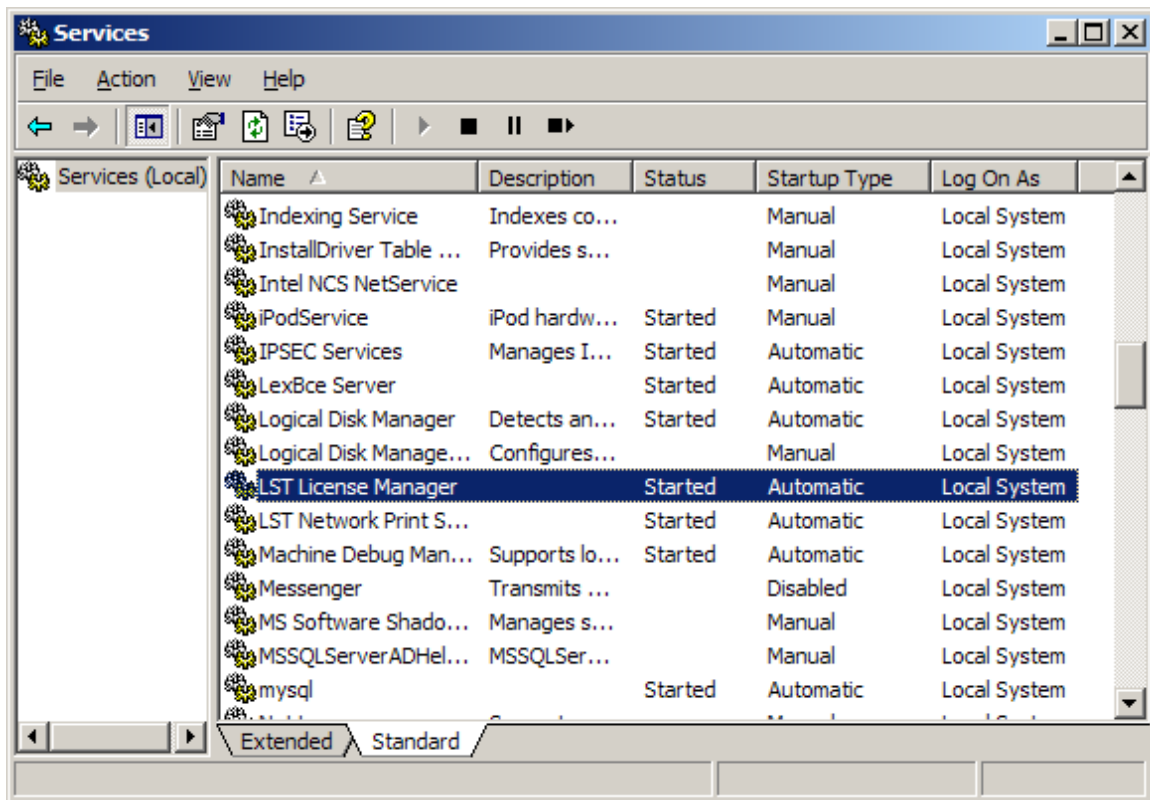 Services
File Action View Help
Services (Local)
Name Description Status Startup Type Log On As
Indexing Service Indexes co... Manual Local System
InstallDriver Table ... Provides s... Manual Local System
Intel NCS NetService Manual Local System
iPodService iPod hardw... Started Manual Local System
IPSEC Services Manages I... Started Automatic Local System
LexBce Server Started Automatic Local System
Logical Disk Manager Detects an... Started Automatic Local System
Logical Disk Manage... Configures... Manual Local System
LST License Manager Started Automatic Local System
LST Network Print S... Started Automatic Local System
Machine Debug Man... Supports lo... Started Automatic Local System
Messenger Transmits ... Disabled Local System
MS Software Shado... Manages s... Manual Local System
MSSQLServerADHel... MSSQLSer... Manual Local System
mysql Started Automatic Local System
Extended Standard